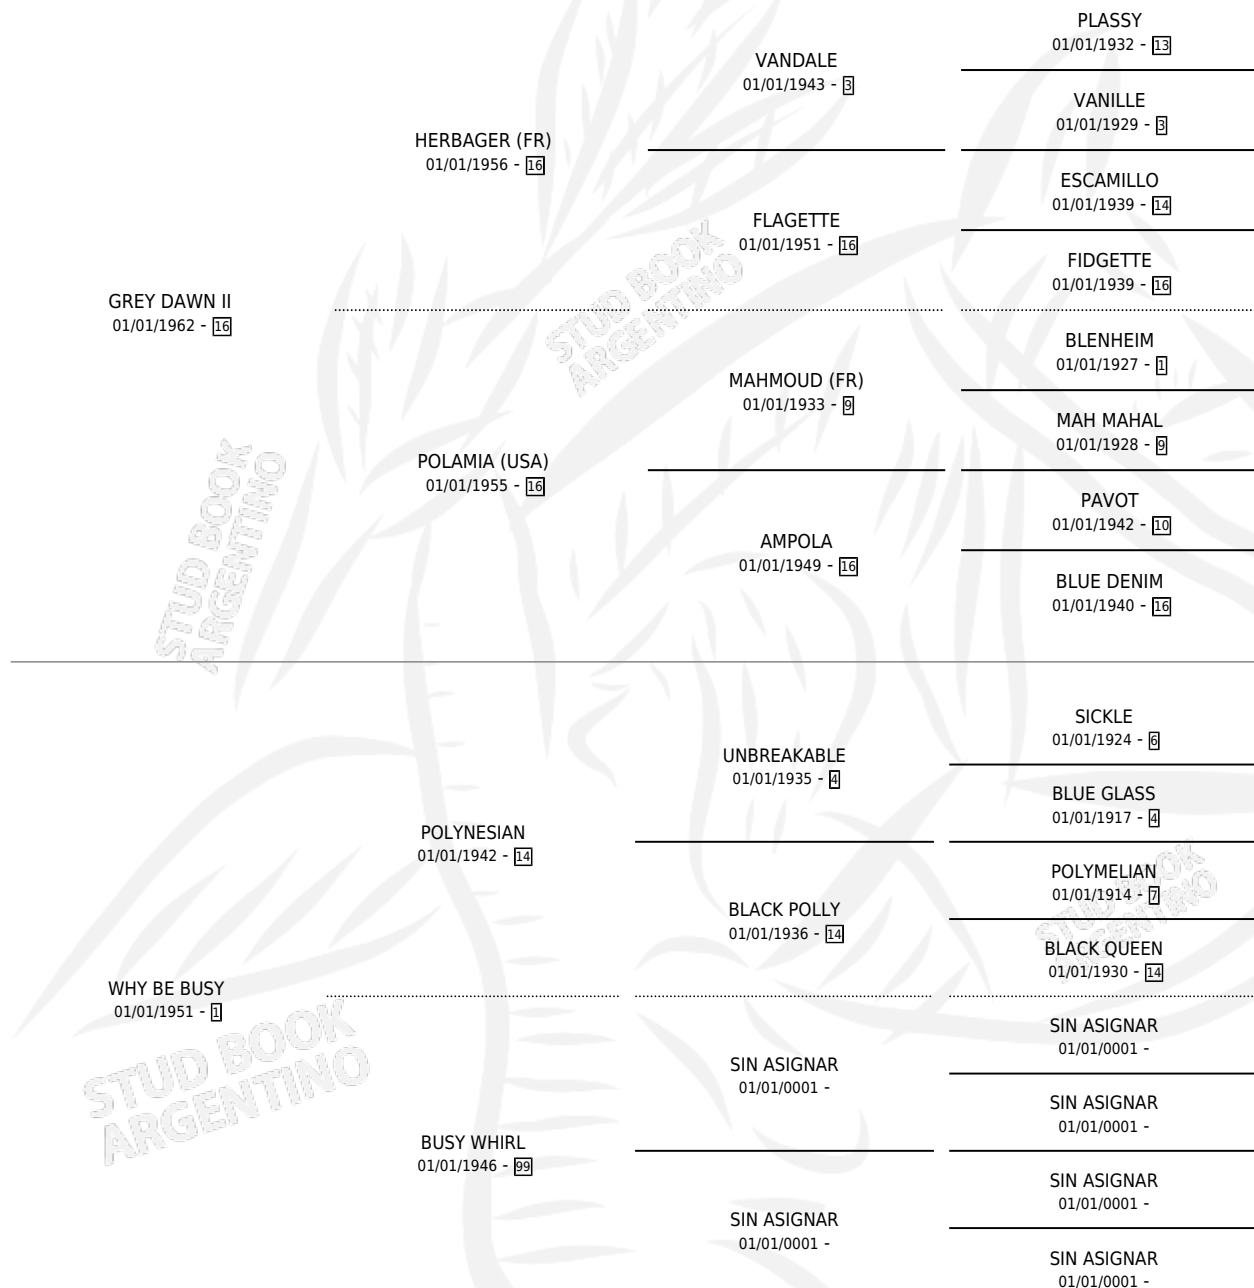 PLASSY
01/01/1932 - 13
VANDALE
01/01/1943 - 3
VANILLE
01/01/1929 - 3
HERBAGER (FR)
01/01/1956 - 16
ESCAMILLO
01/01/1939 - 14
FLAGETTE
01/01/1951 - 16
FIDGETTE
01/01/1939 - 16
GREY DAWN II
01/01/1962 - 16
STUD BOOK
ARGENTINO
BLENHEIM
01/01/1927 - 1
MAHMOUD (FR)
01/01/1933 - 9
MAH MAHAL
01/01/1928 - 9
POLAMIA (USA)
01/01/1955 - 16
PAVOT
01/01/1942 - 10
AMPOLA
01/01/1949 - 16
BLUE DENIM
01/01/1940 - 16
STUD BOOK
ARGENTINO
SICKLE
01/01/1924 - 6
UNBREAKABLE
01/01/1935 - 4
BLUE GLASS
01/01/1917 - 4
POLYNESIAN
01/01/1942 - 14
POLYMELIAN
01/01/1914 - 7
BLACK POLLY
01/01/1936 - 14
BLACK QUEEN
01/01/1930 - 14
STUD BOOK
ARGENTINO
WHY BE BUSY
01/01/1951 - 1
STUD BOOK
ARGENTINO
SIN ASIGNAR
01/01/0001 -
SIN ASIGNAR
01/01/0001 -
SIN ASIGNAR
01/01/0001 -
BUSY WHIRL
01/01/1946 - 99
SIN ASIGNAR
01/01/0001 -
SIN ASIGNAR
01/01/0001 -
SIN ASIGNAR
01/01/0001 -